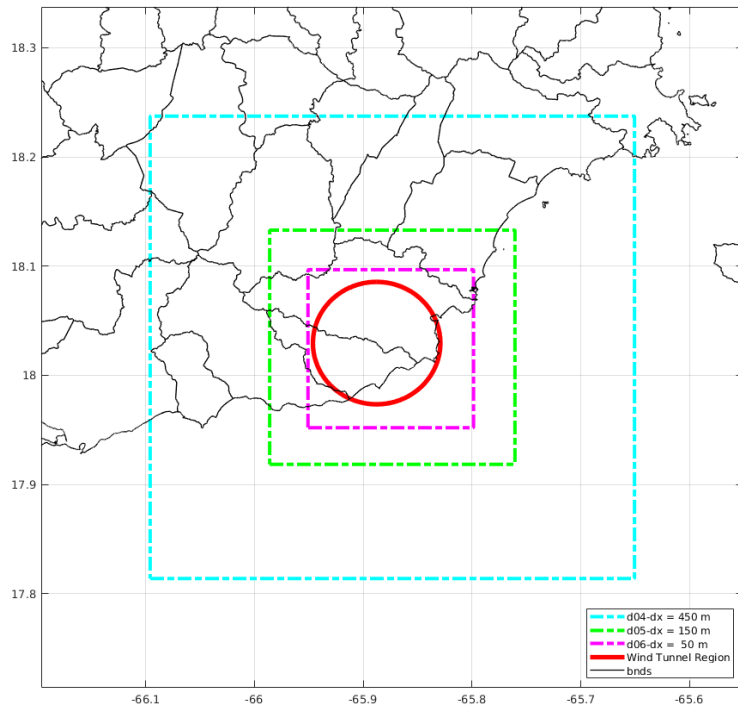 18.3
18.2
18.1
18
17.9
17.8
-66.1
-66
-65.9
-65.8
-65.7
-65.6
d04-dx = 450 m
d05-dx = 150 m
d06-dx =  50 m
Wind Tunnel Region
bnds